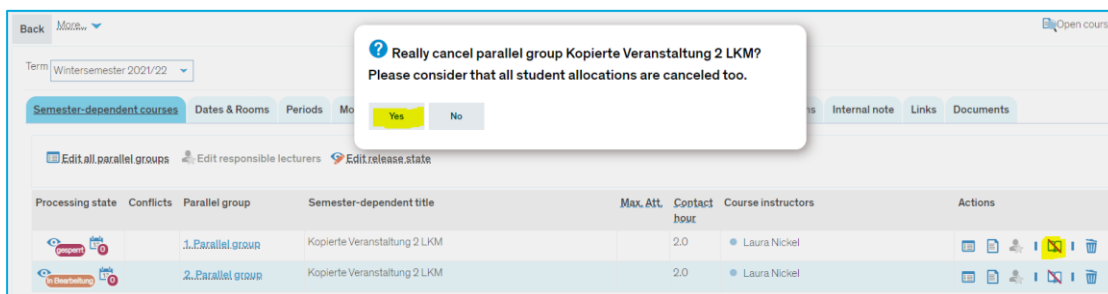 Back More... Open cours
Really cancel parallel group Kopierte Veranstaltung 2 LKM?
Please consider that all student allocations are canceled too.
Yes No
Term Wintersemester 2021/22
Semester-dependent courses Dates & Rooms Periods Mo ns Internal note Links Documents
Edit all parallel groups Edit responsible lecturers Edit release state
Processing state Conflicts Parallel group Semester-dependent title Max. Att. Contact hour Course instructors Actions
gesperrt 0 1. Parallel group Kopierte Veranstaltung 2 LKM 2.0 Laura Nickel
in Bearbeitung 0 2. Parallel group Kopierte Veranstaltung 2 LKM 2.0 Laura Nickel